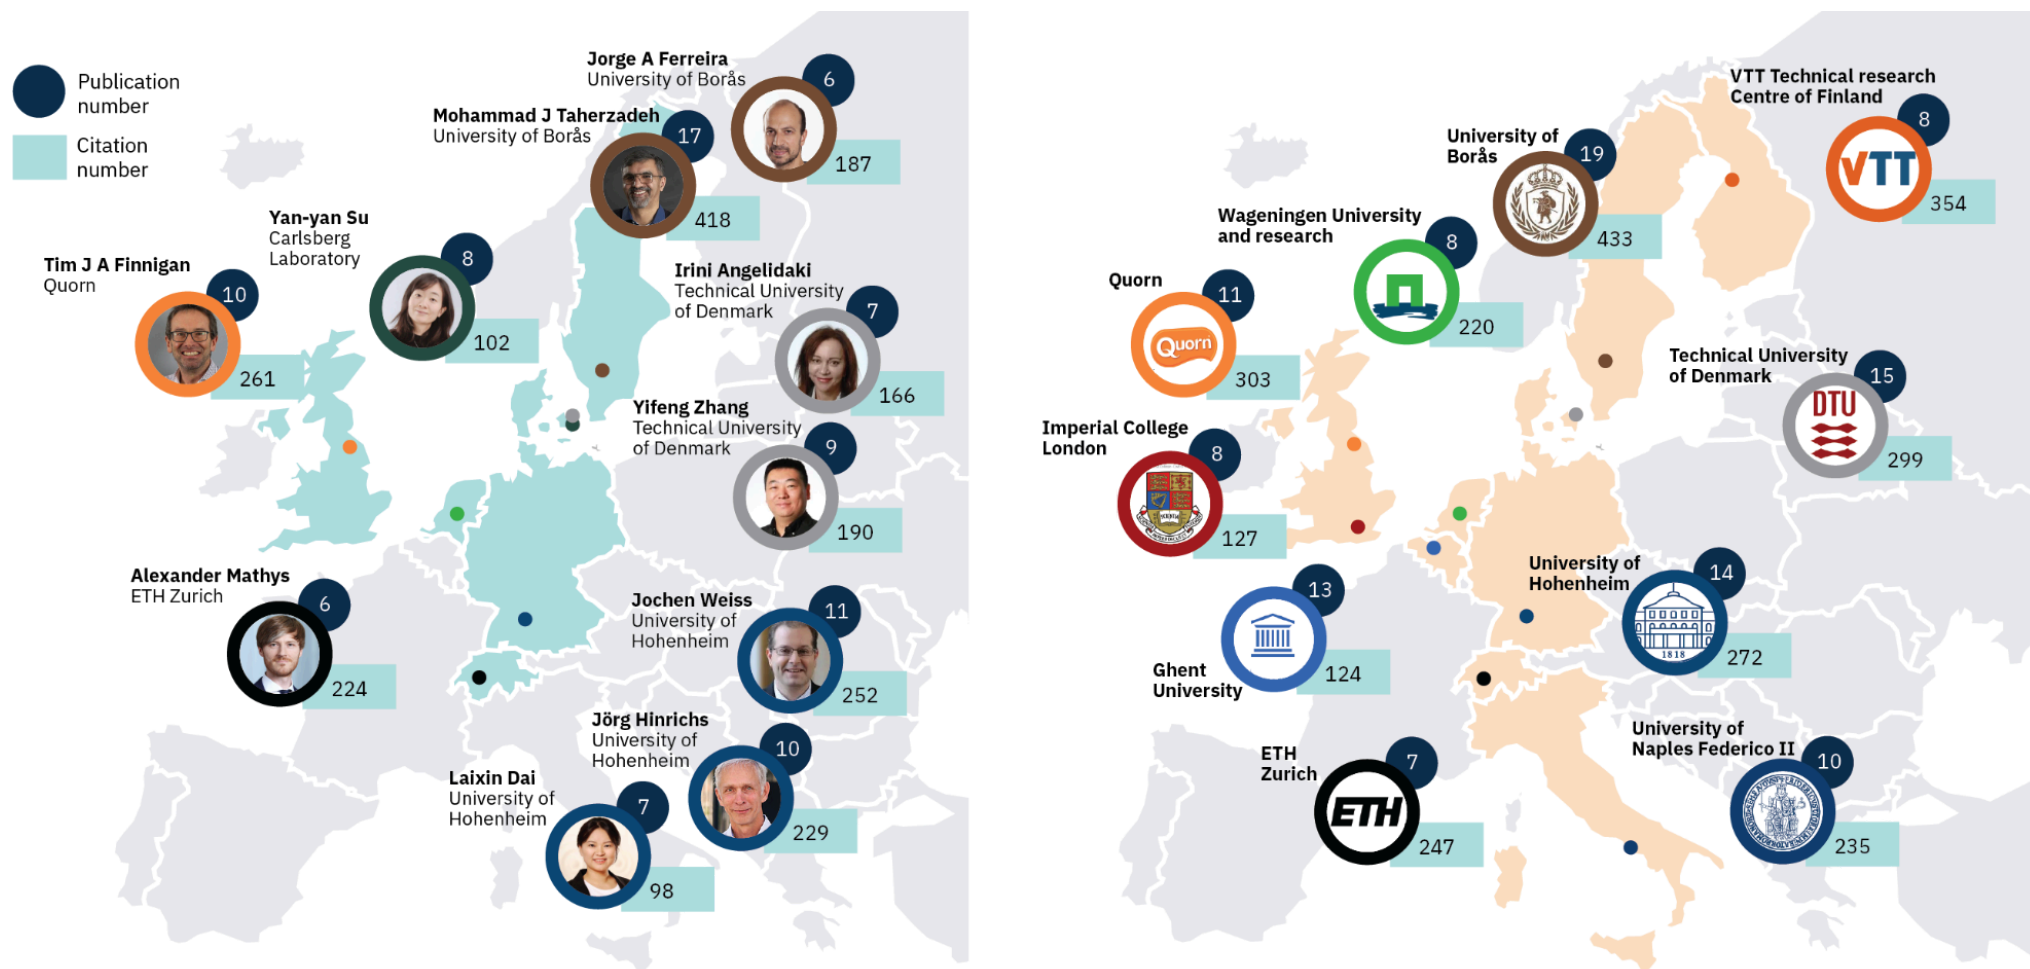 Publication
number
Citation
number
Jorge A Ferreira
University of Borås
6
187
Mohammad J Taherzadeh
University of Borås
17
418
Yan-yan Su
Carlsberg
Laboratory
8
102
Tim J A Finnigan
Quorn
10
261
Irini Angelidaki
Technical University
of Denmark
7
166
Yifeng Zhang
Technical University
of Denmark
9
190
Alexander Mathys
ETH Zurich
6
224
Jochen Weiss
University of
Hohenheim
11
252
Jörg Hinrichs
University of
Hohenheim
10
229
Laixin Dai
University of
Hohenheim
7
98
VTT Technical research
Centre of Finland
8
VTT
354
University of
Borås
19
433
Wageningen University
and research
8
220
Quorn
11
Quorn
303
Technical University
of Denmark
15
DTU
299
Imperial College
London
8
127
University of
Hohenheim
14
1818
272
13
124
Ghent
University
ETH
Zurich
7
ETH
247
University of
Naples Federico II
10
235